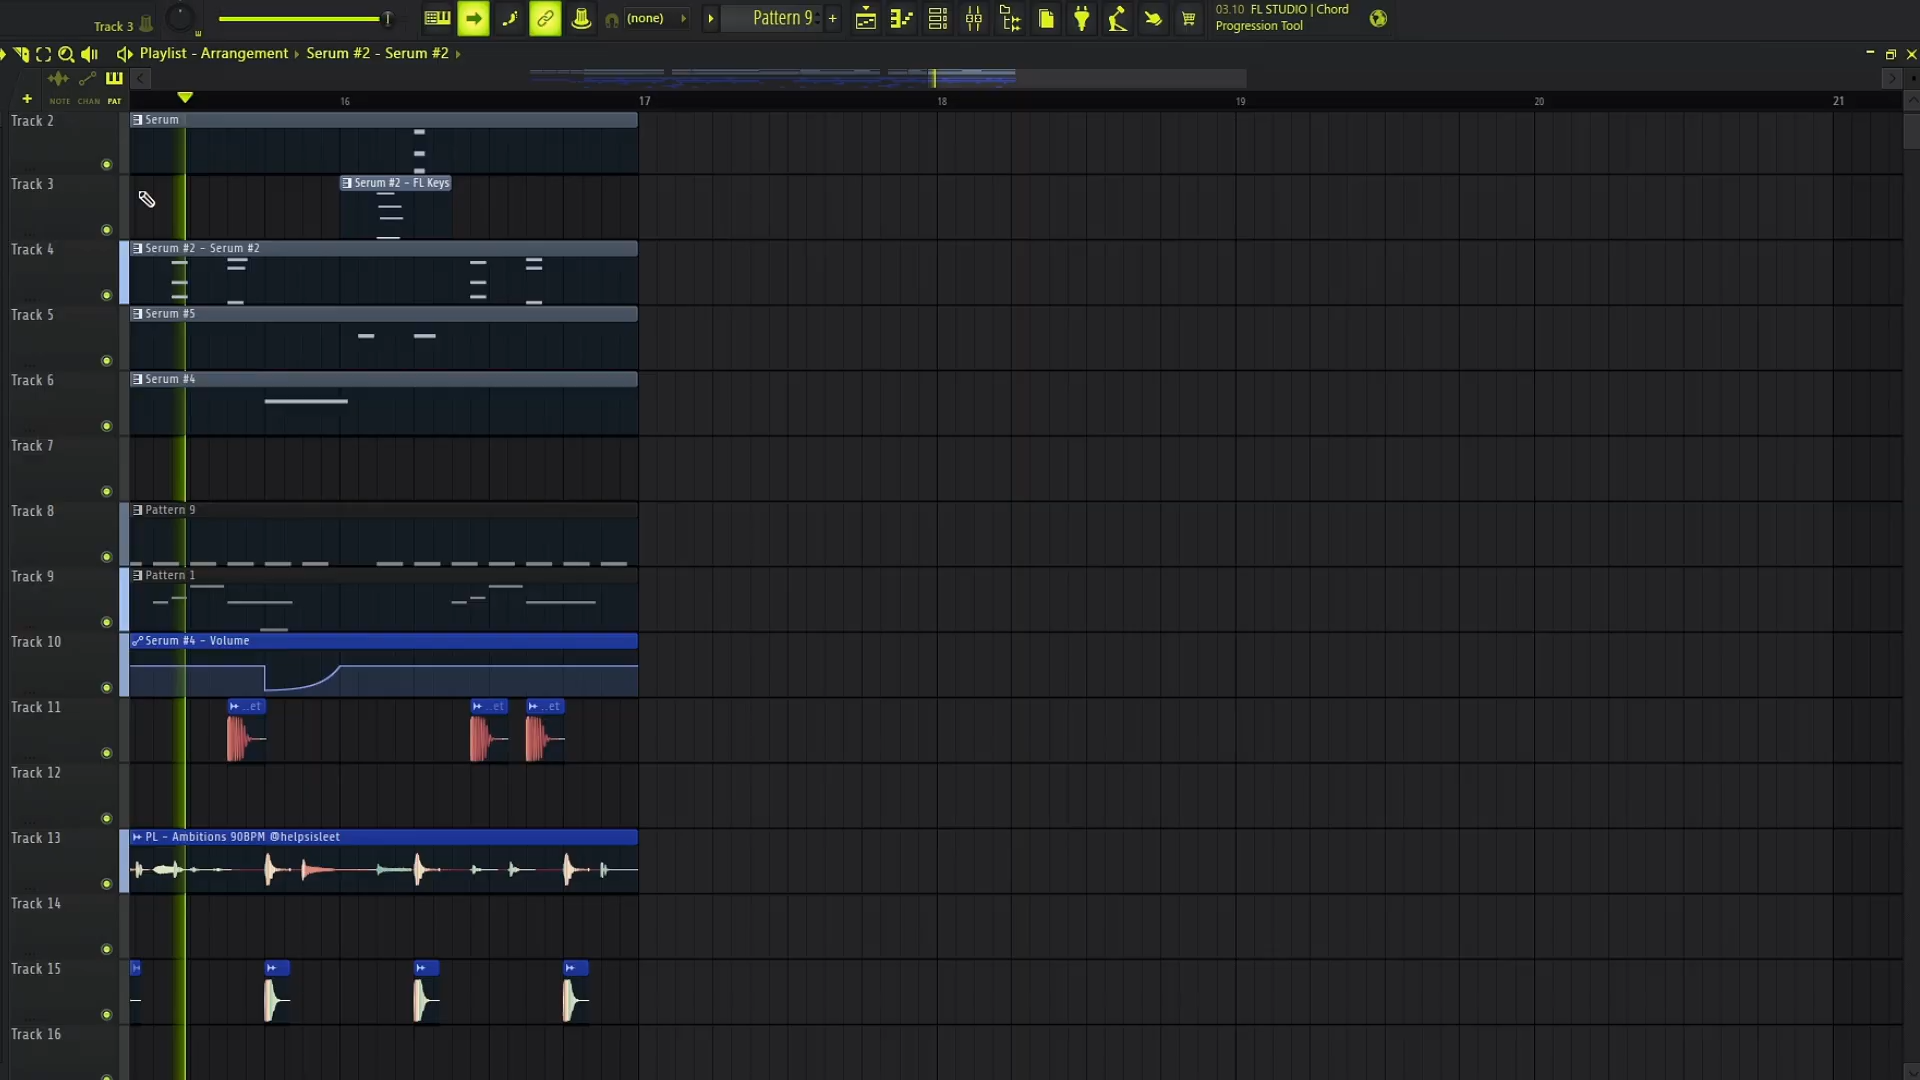 Track 3
(none)
Pattern 9
+
03.10 FL STUDIO | Chord
Progression Tool
Playlist - Arrangement › Serum #2 - Serum #2 ›
NOTE CHAN PAT
16 17 18 19 20 21
Track 2
Serum
Track 3
Serum #2 - FL Keys
Track 4
Serum #2 - Serum #2
Track 5
Serum #5
Track 6
Serum #4
Track 7
Track 8
Pattern 9
Track 9
Pattern 1
Track 10
Serum #4 - Volume
Track 11
...et ...et ...et
Track 12
Track 13
PL - Ambitions 90BPM @helpsisleet
Track 14
Track 15
Track 16